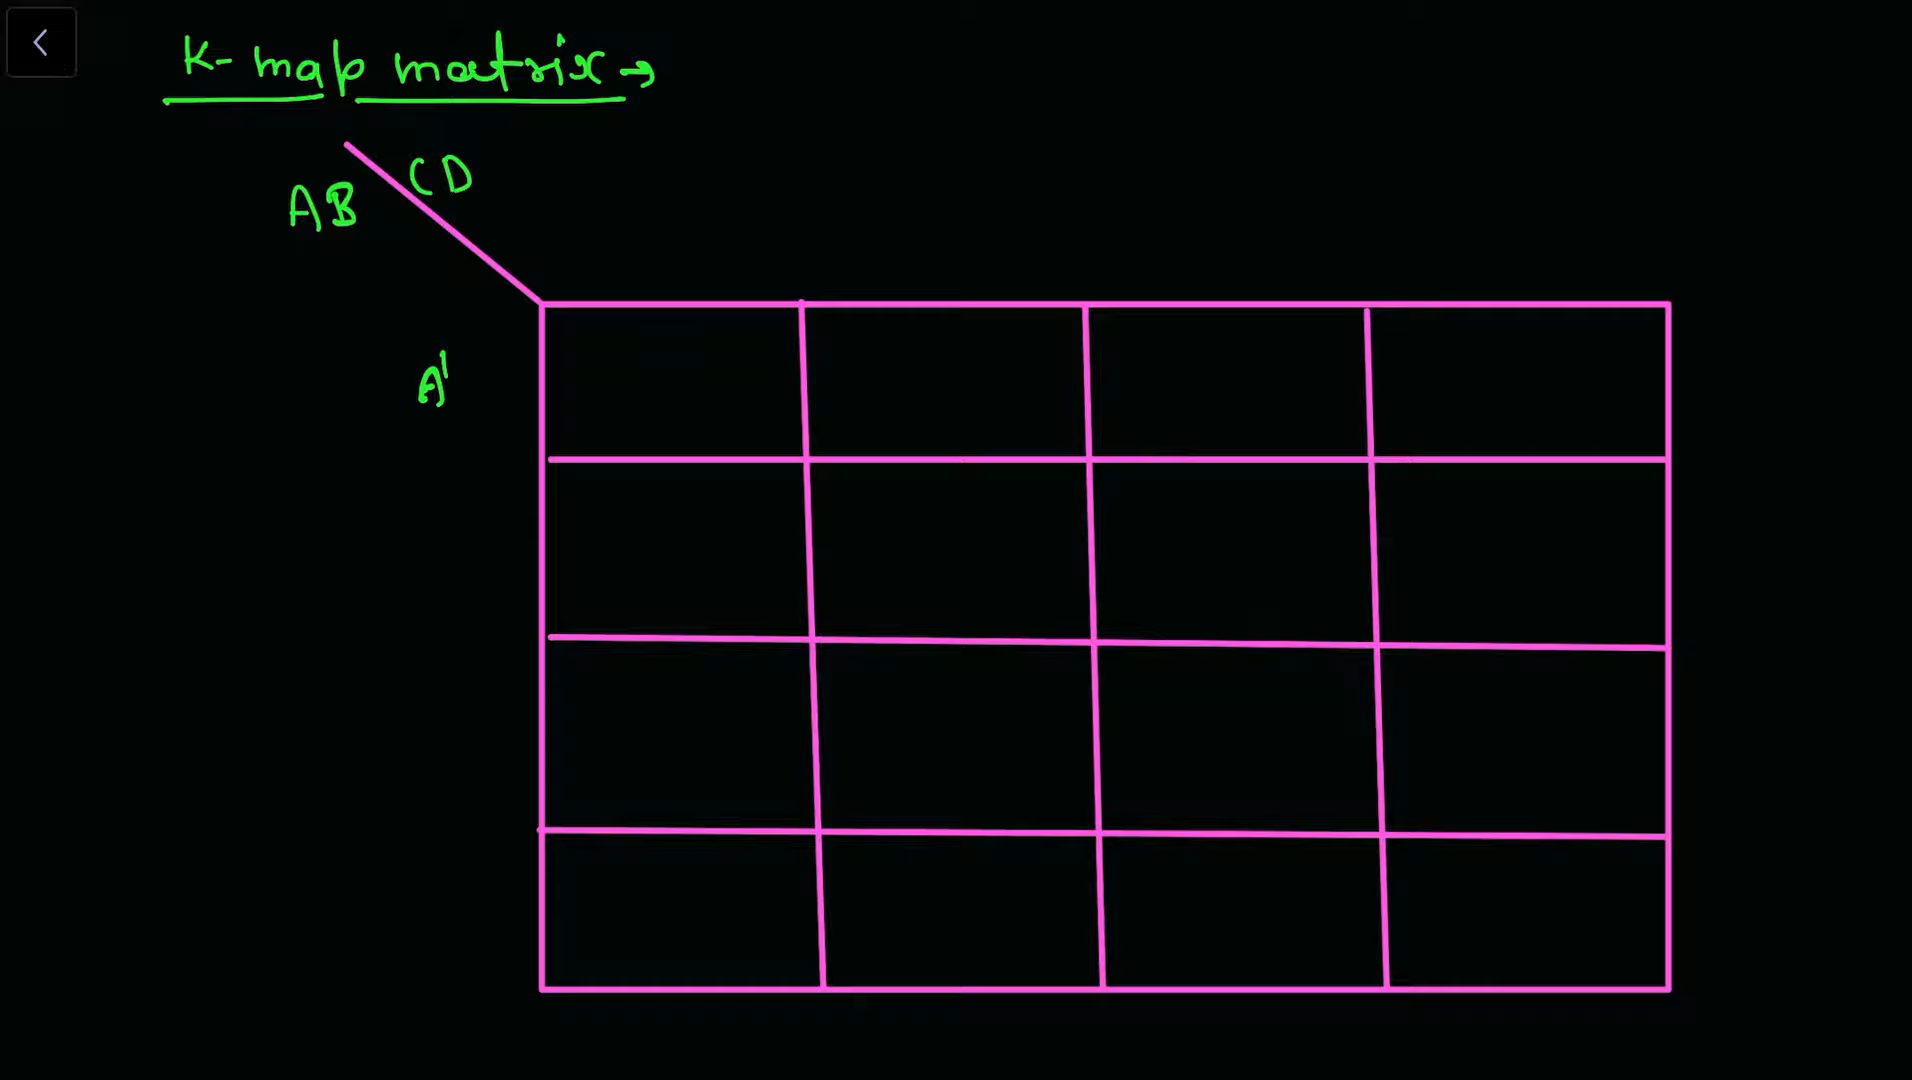 K-map matrix →
CD
AB
A'